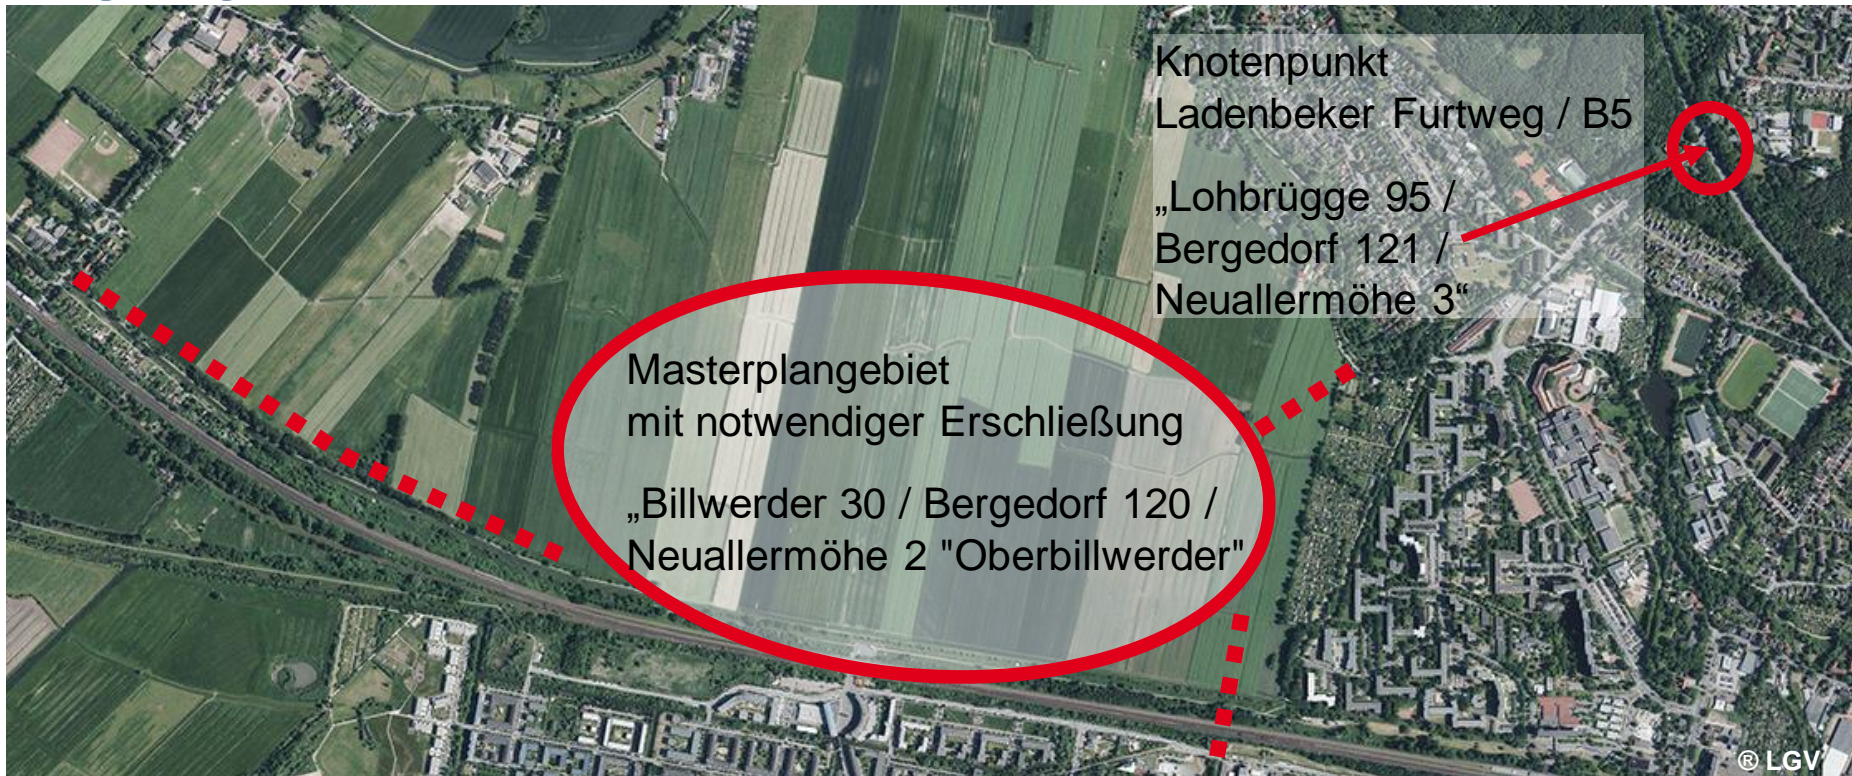 Knotenpunkt
Ladenbeker Furtweg / B5
„Lohbrügge 95 /
Bergedorf 121 /
Neuallermöhe 3“
Masterplangebiet
mit notwendiger Erschließung
„Billwerder 30 / Bergedorf 120 /
Neuallermöhe 2 "Oberbillwerder"
® LGV